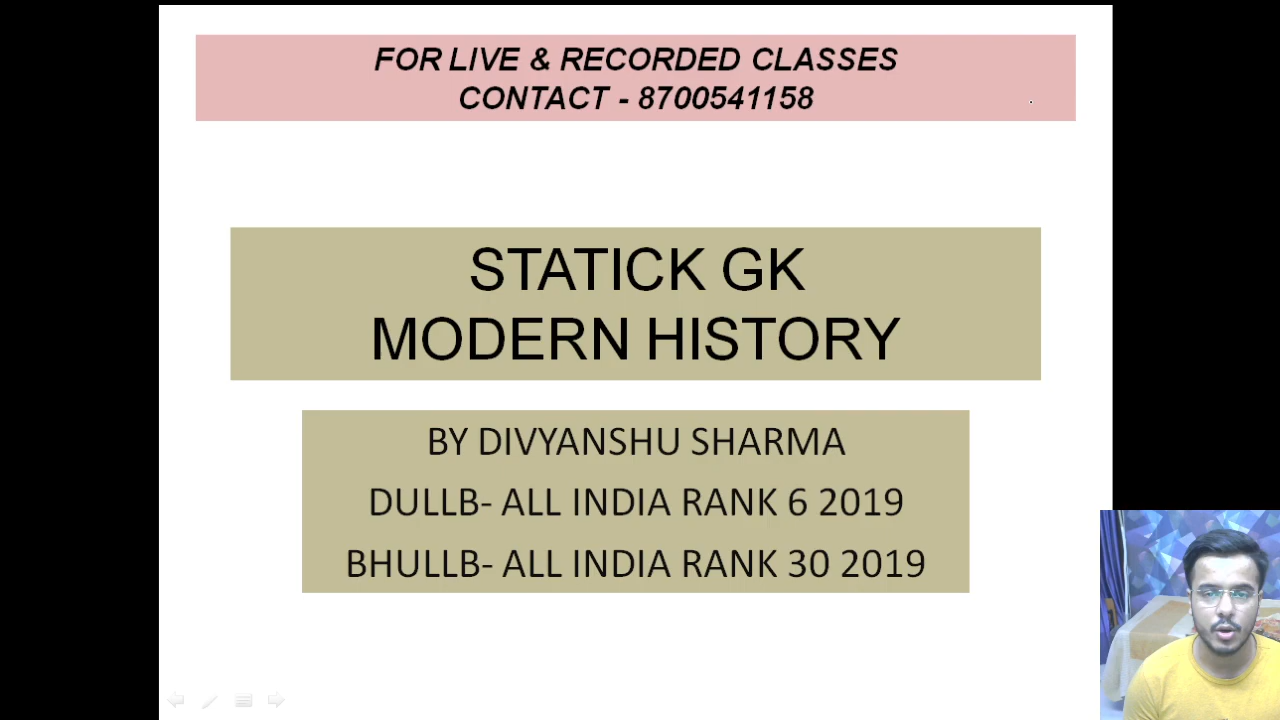 FOR LIVE & RECORDED CLASSES
CONTACT - 8700541158
STATICK GK
MODERN HISTORY
BY DIVYANSHU SHARMA
DULLB- ALL INDIA RANK 6 2019
BHULLB- ALL INDIA RANK 30 2019